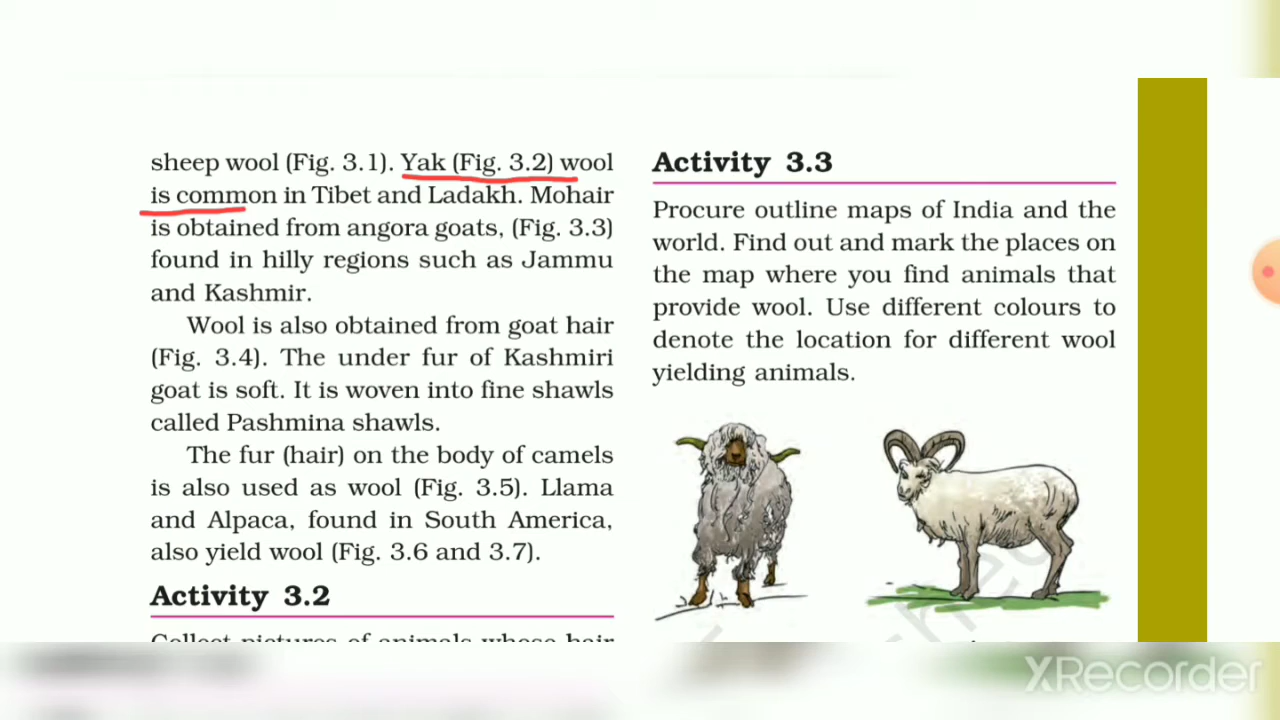 sheep wool (Fig. 3.1). Yak (Fig. 3.2) wool
is common in Tibet and Ladakh. Mohair
is obtained from angora goats, (Fig. 3.3)
found in hilly regions such as Jammu
and Kashmir.
Wool is also obtained from goat hair
(Fig. 3.4). The under fur of Kashmiri
goat is soft. It is woven into fine shawls
called Pashmina shawls.
The fur (hair) on the body of camels
is also used as wool (Fig. 3.5). Llama
and Alpaca, found in South America,
also yield wool (Fig. 3.6 and 3.7).
Activity 3.2
Collect pictures of animals whose hair
Activity 3.3
Procure outline maps of India and the
world. Find out and mark the places on
the map where you find animals that
provide wool. Use different colours to
denote the location for different wool
yielding animals.
XRecorder